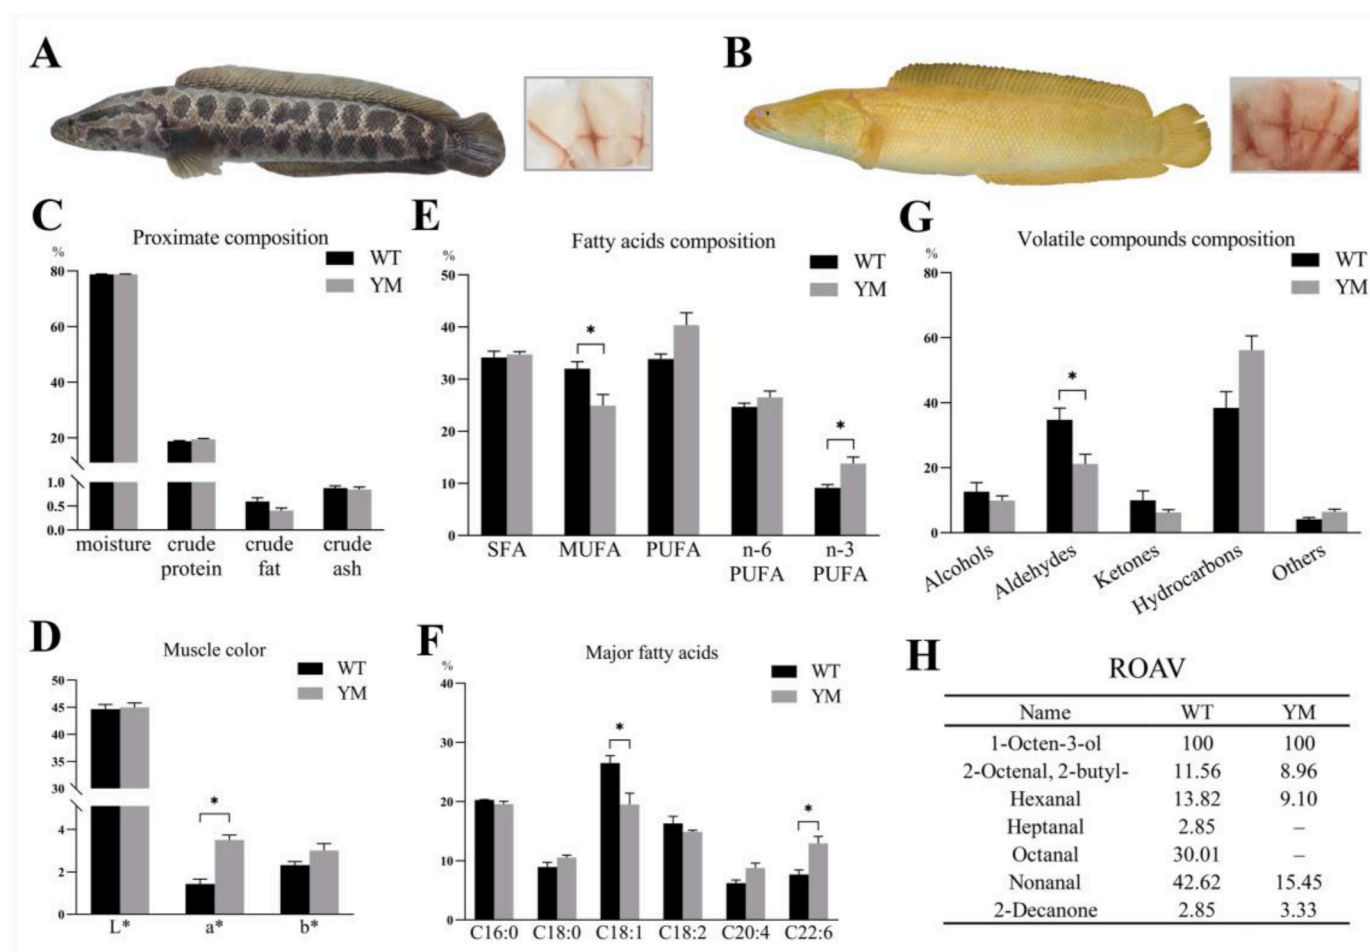 A
B
C
Proximate composition
%
WT
YM
80
60
40
20
1.0
0.5
0.0
moisture
crude protein
crude fat
crude ash
E
Fatty acids composition
%
WT
YM
50
40
30
20
10
0
*
*
SFA
MUFA
PUFA
n-6 PUFA
n-3 PUFA
G
Volatile compounds composition
%
WT
YM
80
60
40
20
0
*
Alcohols
Aldehydes
Ketones
Hydrocarbons
Others
D
Muscle color
WT
YM
50
45
40
35
30
4
2
0
*
L*
a*
b*
F
Major fatty acids
%
WT
YM
40
30
20
10
0
*
*
C16:0
C18:0
C18:1
C18:2
C20:4
C22:6
H
ROAV
Name WT YM
1-Octen-3-ol 100 100
2-Octenal, 2-butyl- 11.56 8.96
Hexanal 13.82 9.10
Heptanal 2.85 –
Octanal 30.01 –
Nonanal 42.62 15.45
2-Decanone 2.85 3.33